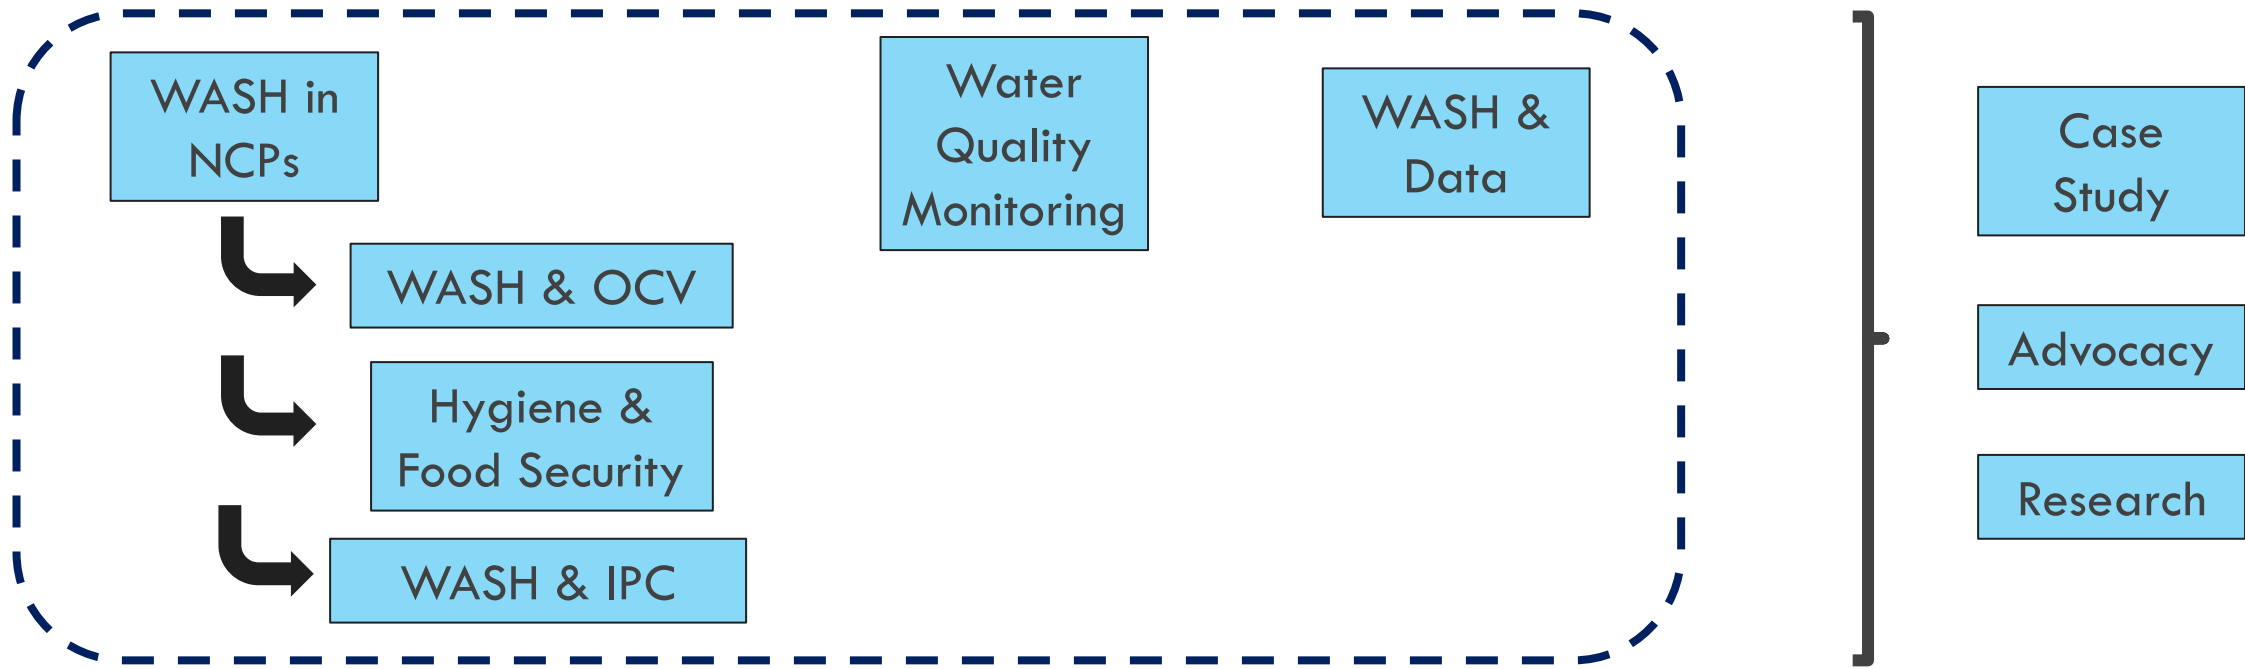 WASH in
NCPs
WASH & OCV
Hygiene &
Food Security
WASH & IPC
Water
Quality
Monitoring
WASH &
Data
Case
Study
Advocacy
Research